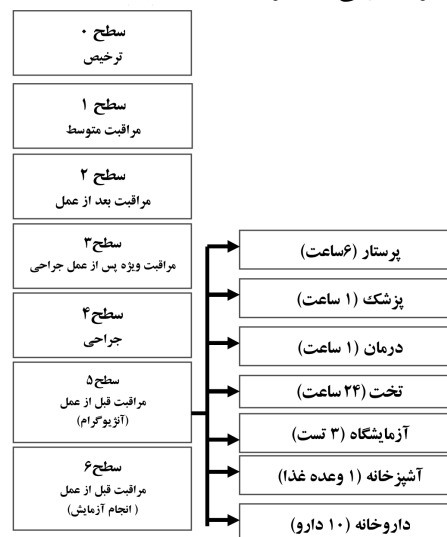 سطح ۰
ترخیص
سطح ۱
مراقبت متوسط
سطح ۲
مراقبت بعد از عمل
سطح۳
مراقبت ویژه پس از عمل جراحی
سطح۴
جراحی
سطح۵
مراقبت قبل از عمل
(آنژیوگرام)
سطح۶
مراقبت قبل از عمل
( انجام آزمایش)
پرستار (۶ساعت)
پزشک (۱ ساعت)
درمان (۱ ساعت)
تخت (۲۴ ساعت)
آزمایشگاه (۳ تست)
آشپزخانه (۱ وعده غذا)
داروخانه (۱۰ دارو)